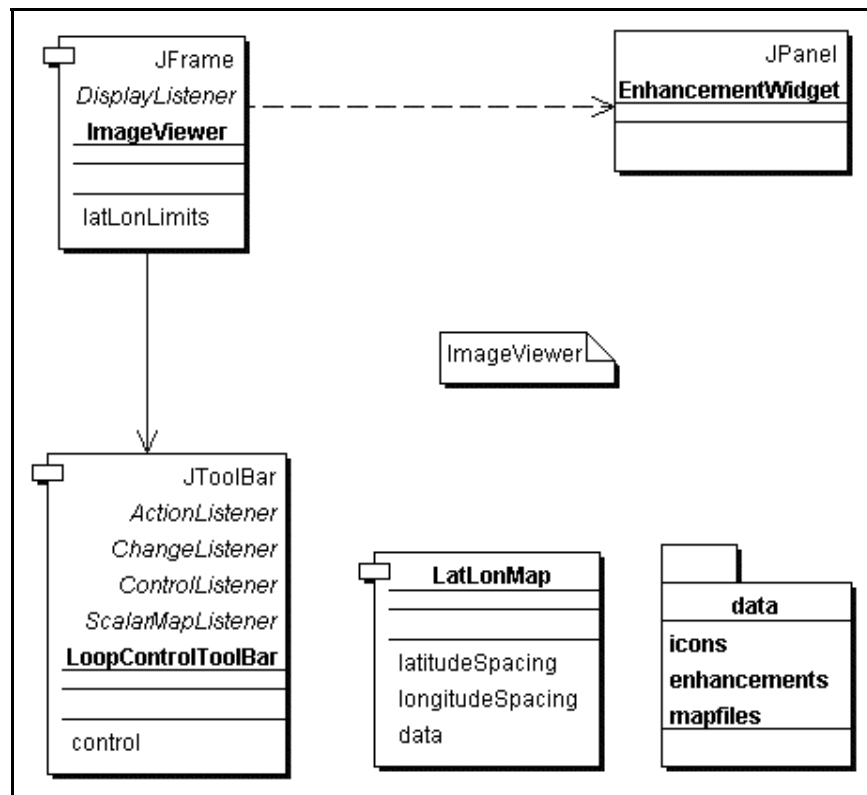 JFrame
DisplayListener
ImageViewer
latLonLimits
JPanel
EnhancementWidget
ImageViewer
JToolBar
ActionListener
ChangeListener
ControlListener
ScalarMapListener
LoopControlToolBar
control
LatLonMap
latitudeSpacing
longitudeSpacing
data
data
icons
enhancements
mapfiles